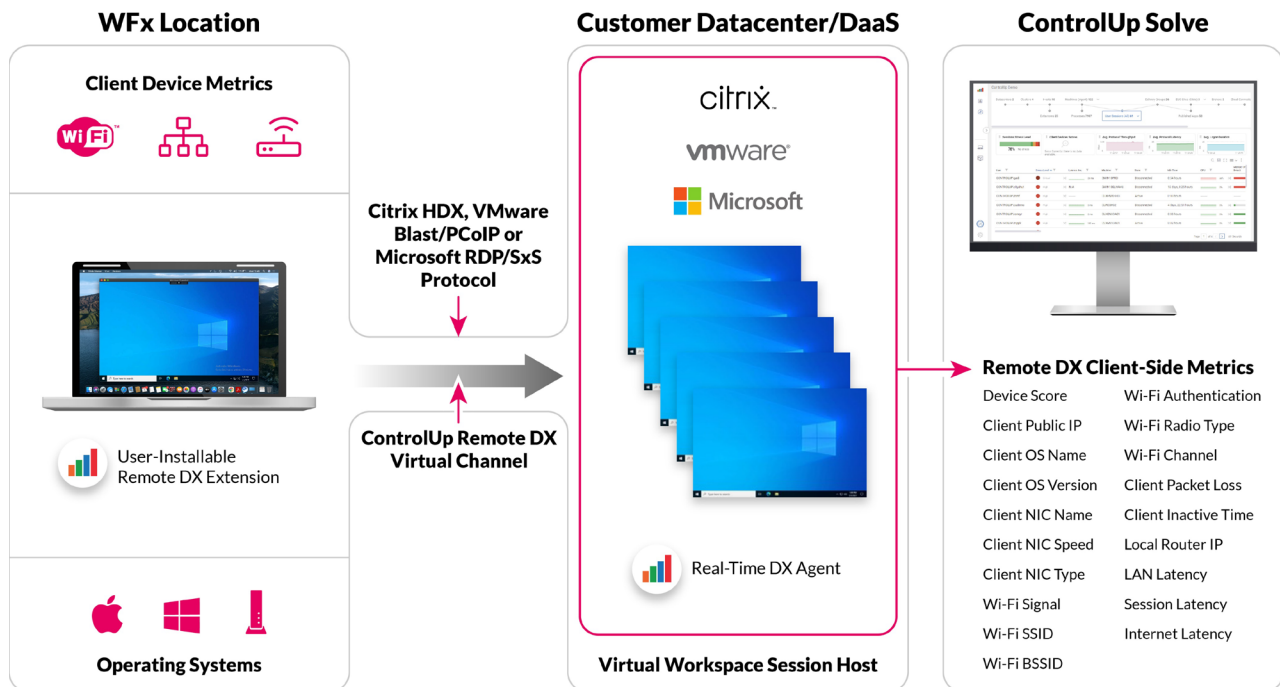 WFx Location
Client Device Metrics
Wi Fi™
User-Installable
Remote DX Extension
Operating Systems
Citrix HDX, VMware
Blast/PCoIP or
Microsoft RDP/SxS
Protocol
ControlUp Remote DX
Virtual Channel
Customer Datacenter/DaaS
citrix™
vmware®
Microsoft
Real-Time DX Agent
Virtual Workspace Session Host
ControlUp Solve
Remote DX Client-Side Metrics
Device Score
Client Public IP
Client OS Name
Client OS Version
Client NIC Name
Client NIC Speed
Client NIC Type
Wi-Fi Signal
Wi-Fi SSID
Wi-Fi BSSID
Wi-Fi Authentication
Wi-Fi Radio Type
Wi-Fi Channel
Client Packet Loss
Client Inactive Time
Local Router IP
LAN Latency
Session Latency
Internet Latency